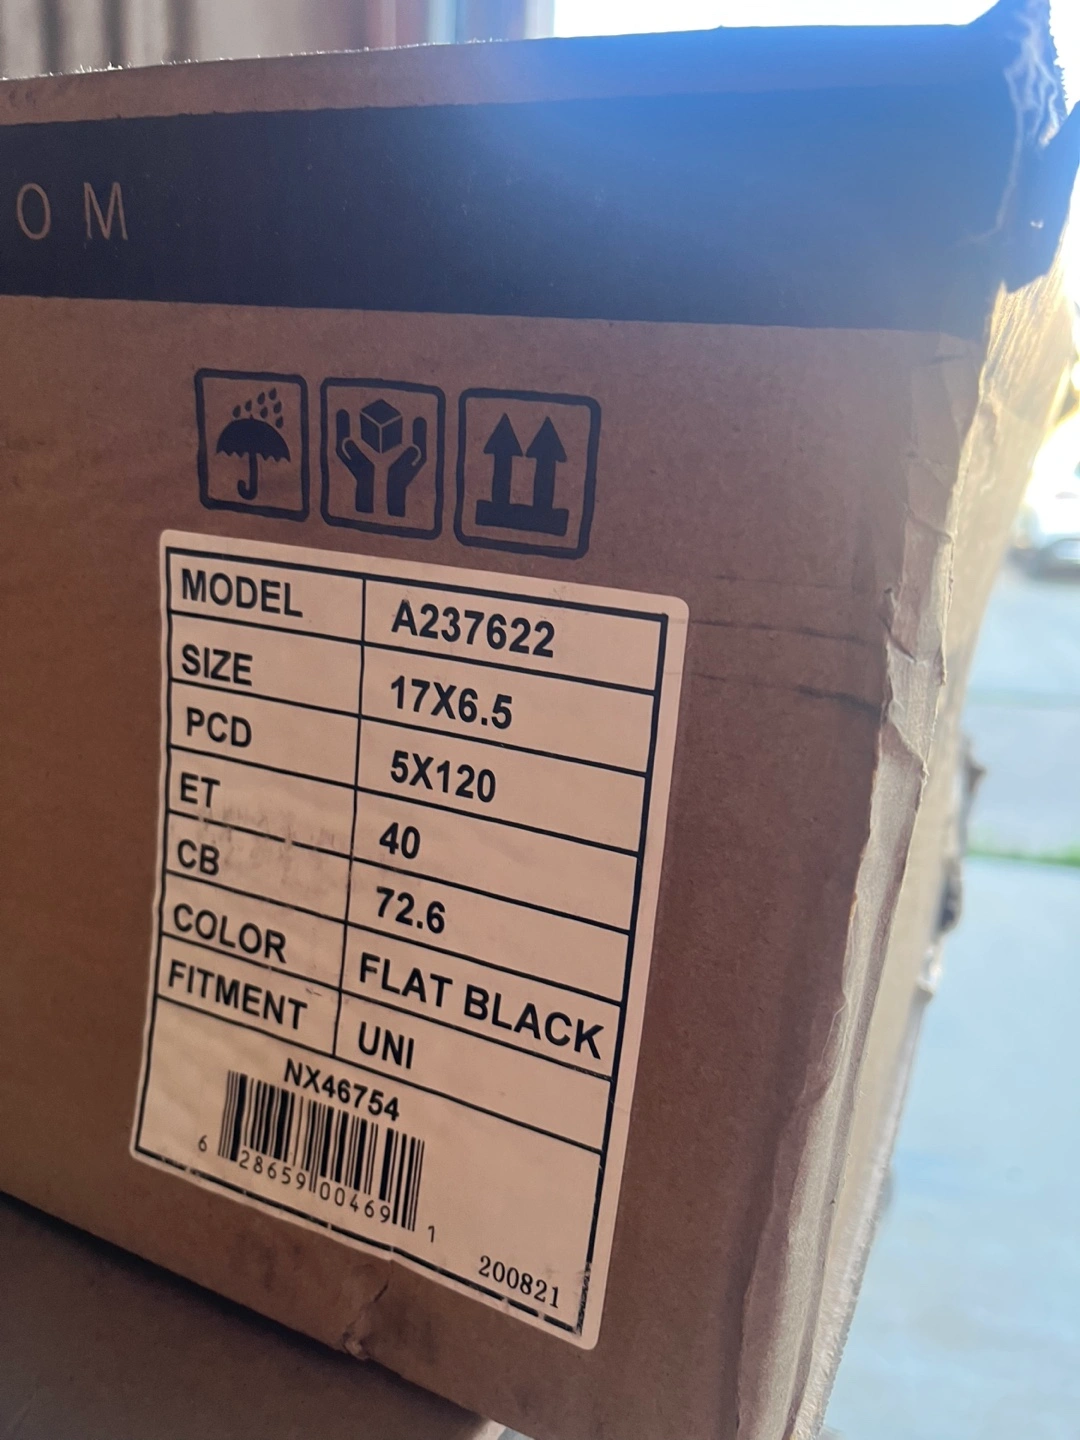 OM
MODEL A237622
SIZE 17X6.5
PCD 5X120
ET 40
CB 72.6
COLOR FLAT BLACK
FITMENT UNI
NX46754
6 28659 00469 1
200821